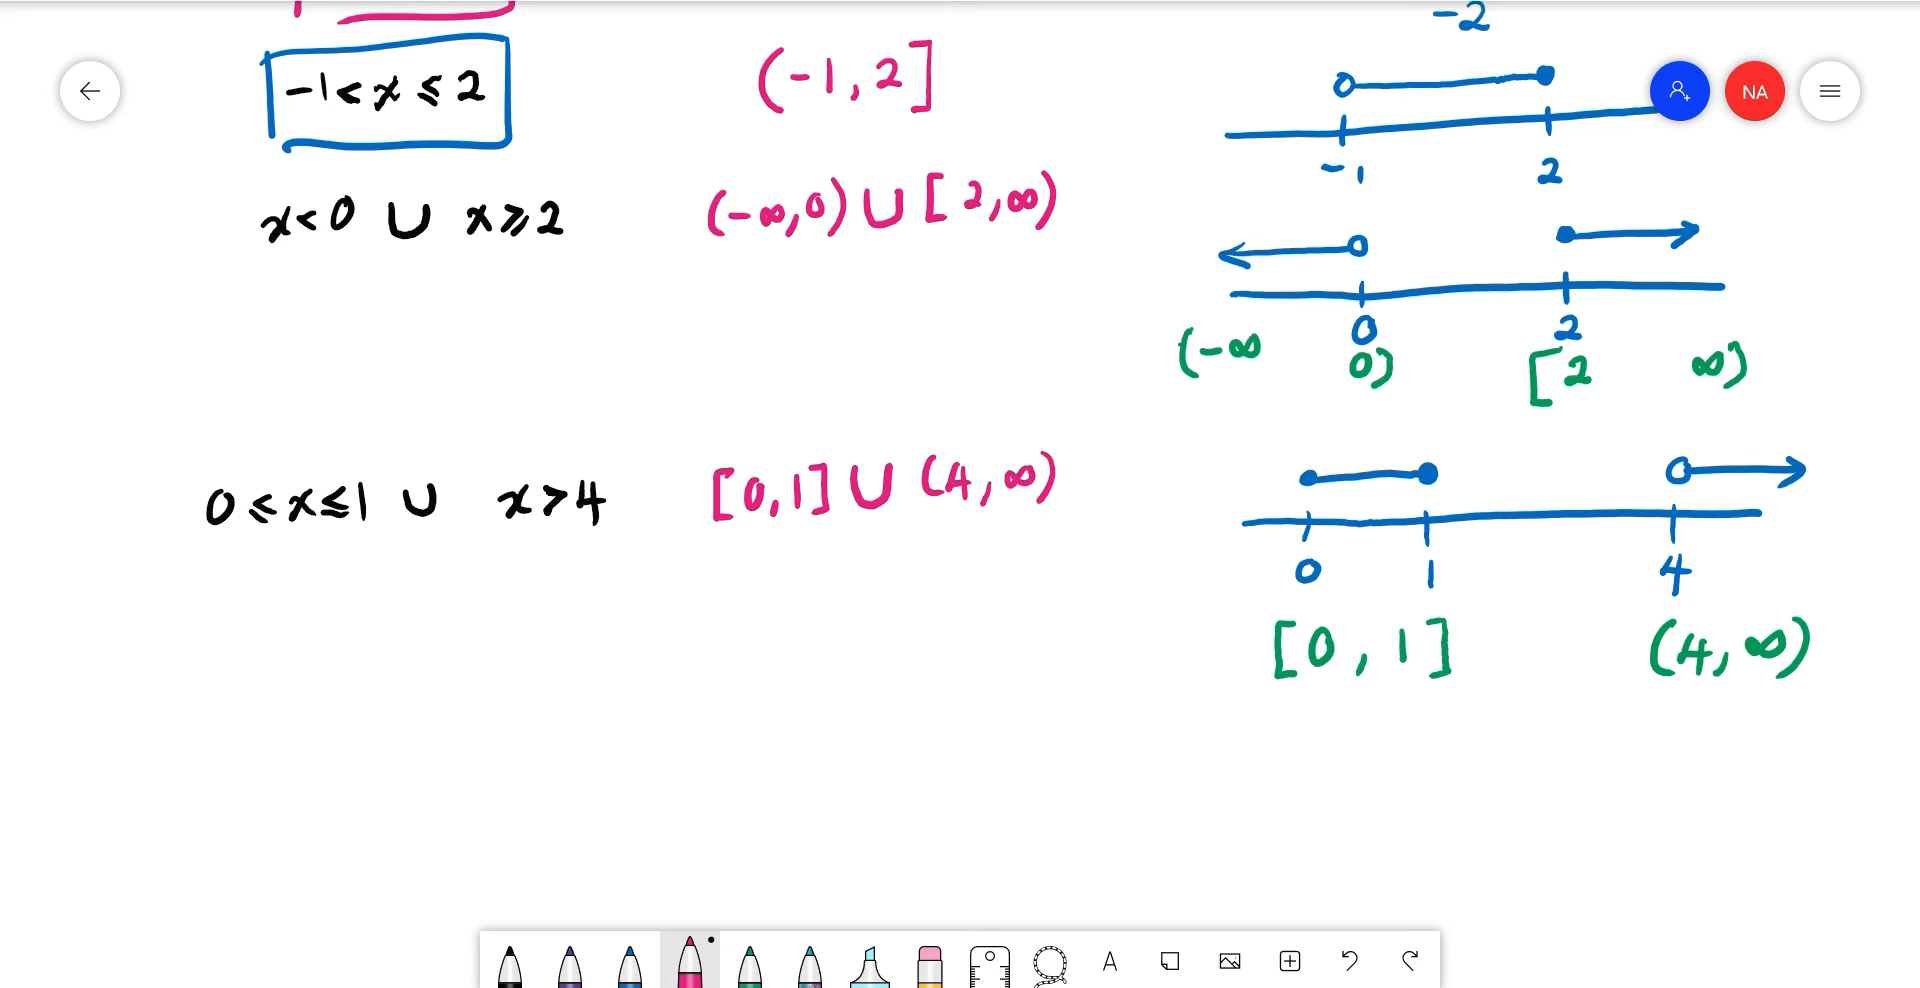 -2
-1 < x ≤ 2 (-1, 2]
-1 2
NA
x < 0 ∪ x ≥ 2 (-∞, 0) ∪ [2, ∞)
0 2
(-∞ 0) [2 ∞)
0 ≤ x ≤ 1 ∪ x > 4 [0, 1] ∪ (4, ∞)
0 1 4
[0, 1] (4, ∞)
A